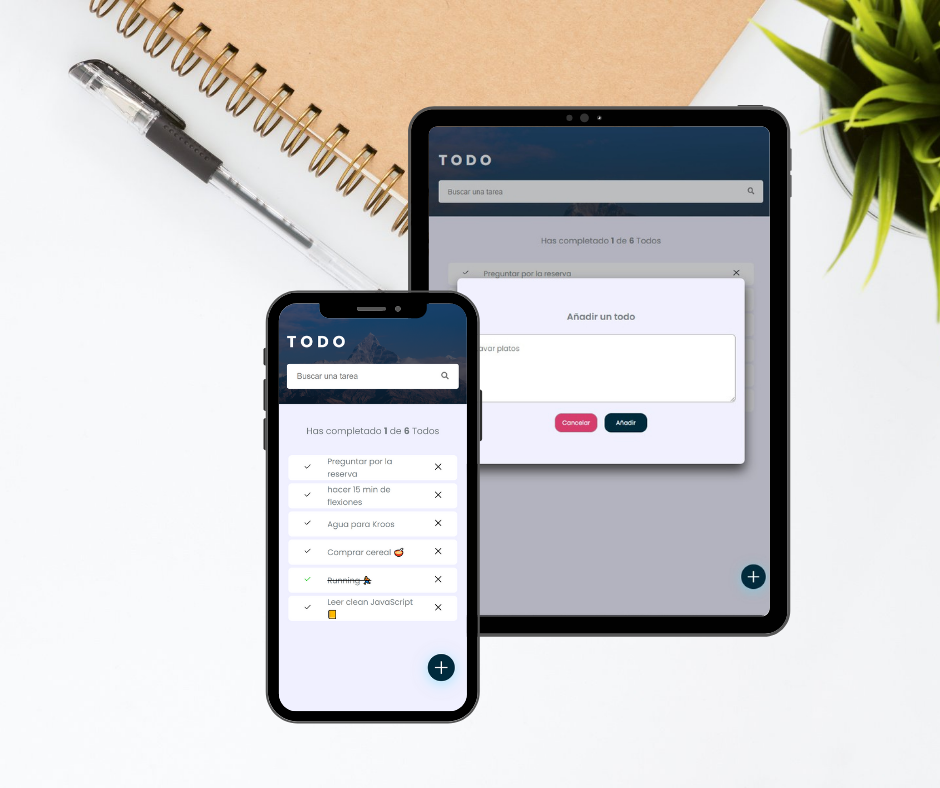 TODO
Buscar una tarea
Has completado 1 de 6 Todos
Preguntar por la reserva
Añadir un todo
avar platos
Cancelar
Añadir
TODO
Buscar una tarea
Has completado 1 de 6 Todos
Preguntar por la
reserva
hacer 15 min de
flexiones
Agua para Kroos
Comprar cereal
Running
Leer clean JavaScript